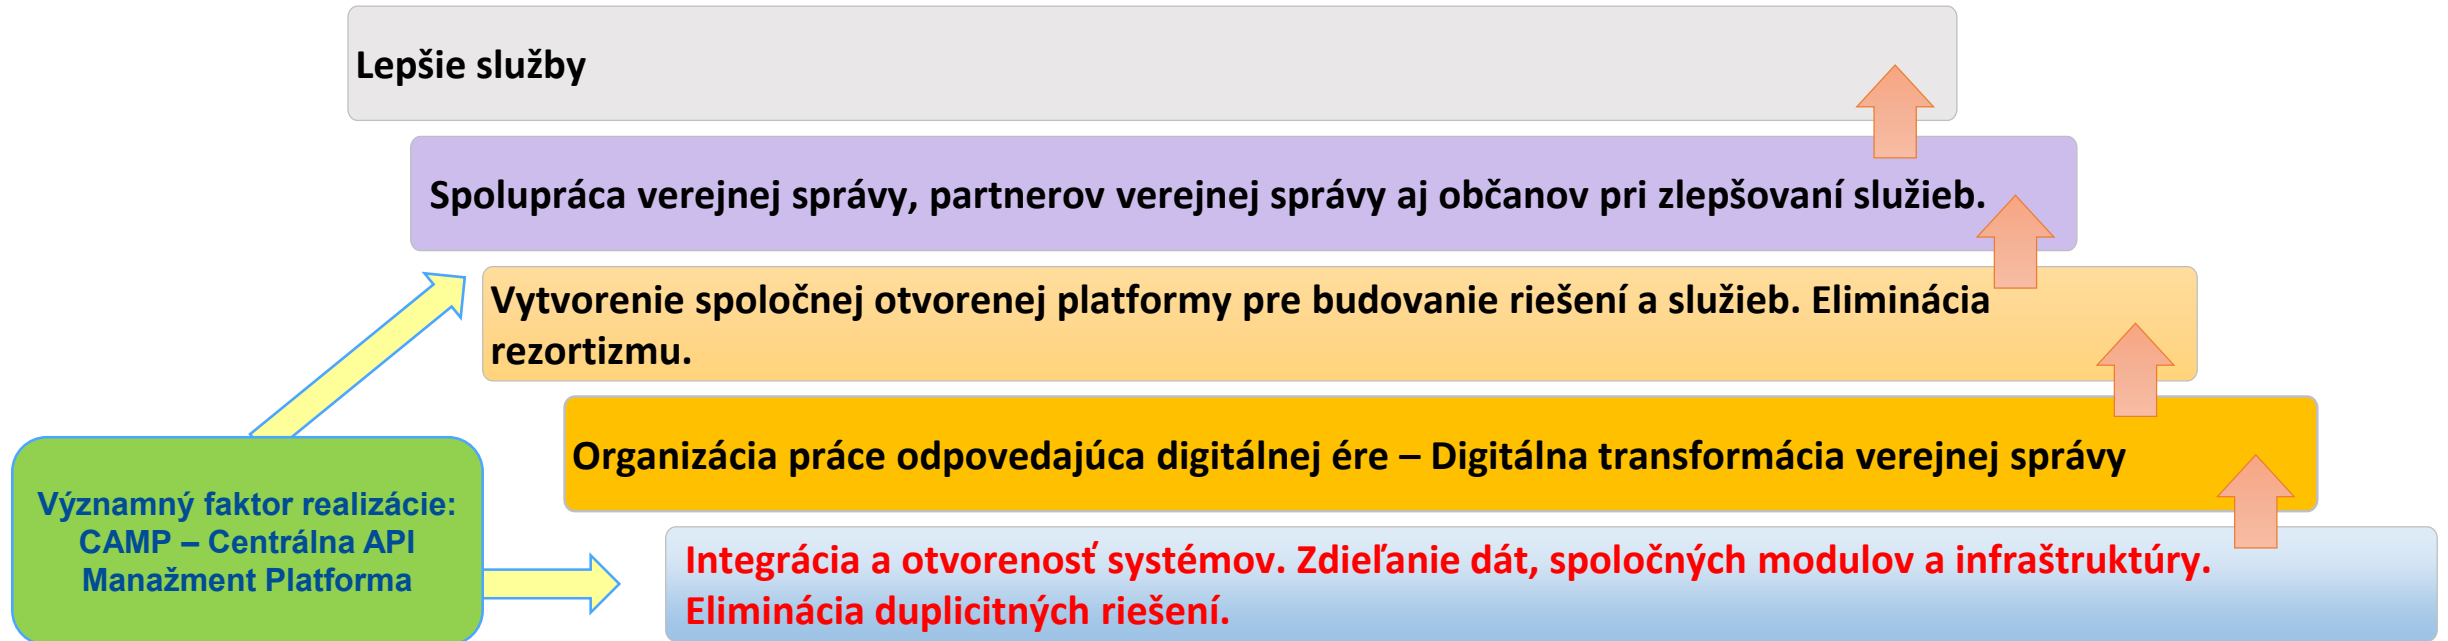 Lepšie služby
Spolupráca verejnej správy, partnerov verejnej správy aj občanov pri zlepšovaní služieb.
Vytvorenie spoločnej otvorenej platformy pre budovanie riešení a služieb. Eliminácia
rezortizmu.
Organizácia práce odpovedajúca digitálnej ére – Digitálna transformácia verejnej správy
Významný faktor realizácie:
CAMP – Centrálna API
Manažment Platforma
Integrácia a otvorenosť systémov. Zdieľanie dát, spoločných modulov a infraštruktúry.
Eliminácia duplicitných riešení.